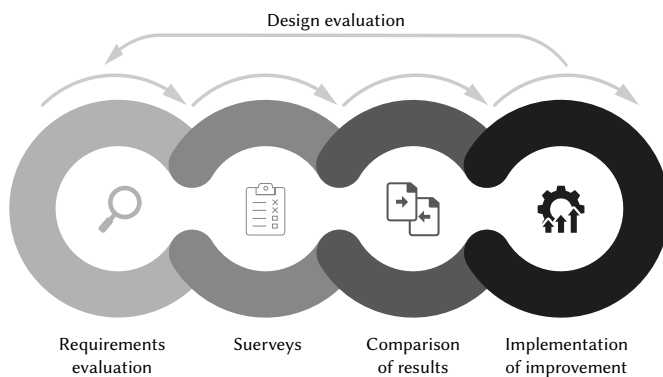 Design evaluation
Requirements
evaluation
Suerveys
Comparison
of results
Implementation
of improvement